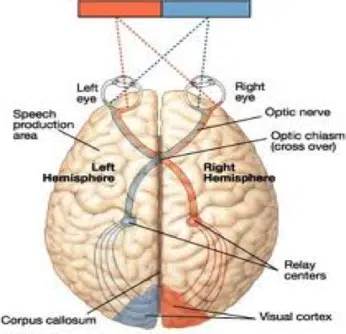 Left
eye
Right
eye
Speech
production
area
Optic nerve
Optic chiasm
(cross over)
Left
Hemisphere
Right
Hemisphere
Relay
centers
Corpus callosum
Visual cortex